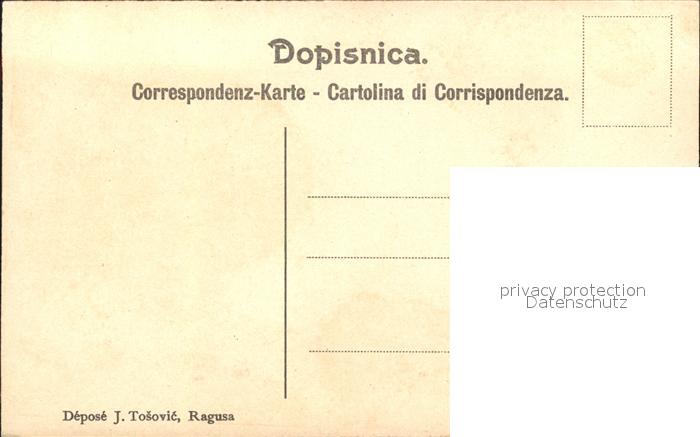 Dopisnica.
Correspondenz-Karte - Cartolina di Corrispondenza.
privacy protection
Datenschutz
Déposé J. Tošović, Ragusa